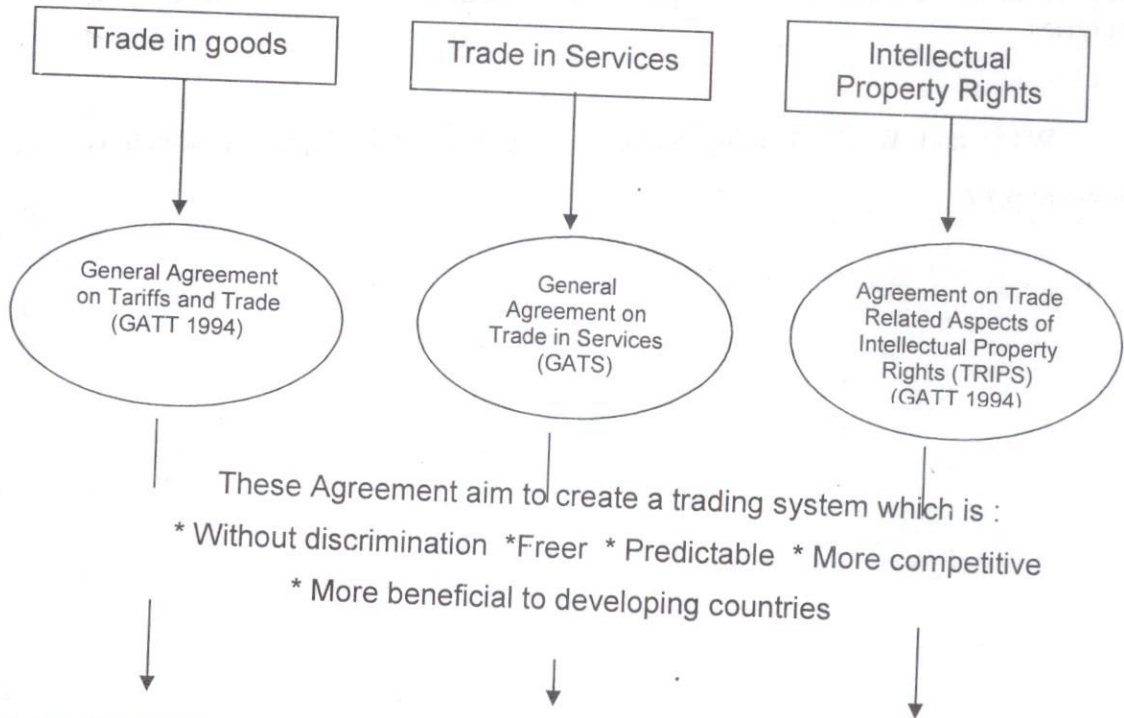 Trade in goods
Trade in Services
Intellectual
Property Rights
General Agreement
on Tariffs and Trade
(GATT 1994)
General
Agreement on
Trade in Services
(GATS)
Agreement on Trade
Related Aspects of
Intellectual Property
Rights (TRIPS)
(GATT 1994)
These Agreement aim to create a trading system which is :
* Without discrimination *Freer * Predictable * More competitive
* More beneficial to developing countries